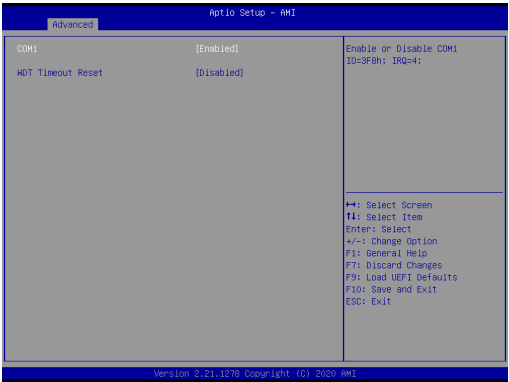 Aptio Setup – AMI
Advanced
COM1 [Enabled]
WDT Timeout Reset [Disabled]
Enable or Disable COM1
IO=3F8h; IRQ=4;
↔: Select Screen
↑↓: Select Item
Enter: Select
+/-: Change Option
F1: General Help
F7: Discard Changes
F9: Load UEFI Defaults
F10: Save and Exit
ESC: Exit
Version 2.21.1278 Copyright (C) 2020 AMI